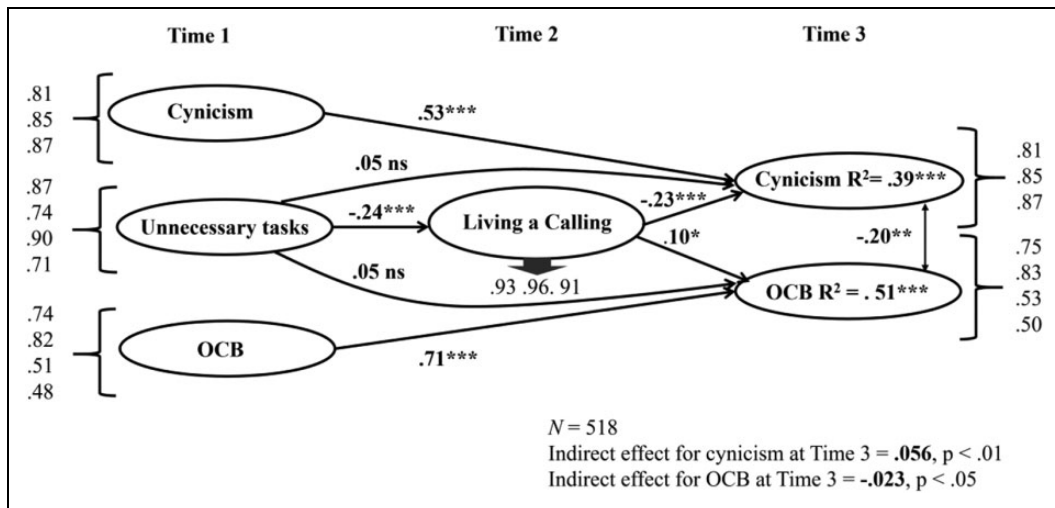 Time 1 Time 2 Time 3
.81
.85
.87
Cynicism
.53***
.87
.74
.90
.71
Unnecessary tasks
.05 ns
-.24***
.05 ns
Living a Calling
.93 .96. 91
-.23***
.10*
.74
.82
.51
.48
OCB
.71***
Cynicism R²= .39***
.81
.85
.87
-.20**
OCB R² = . 51***
.75
.83
.53
.50
N = 518
Indirect effect for cynicism at Time 3 = .056, p < .01
Indirect effect for OCB at Time 3 = -.023, p < .05